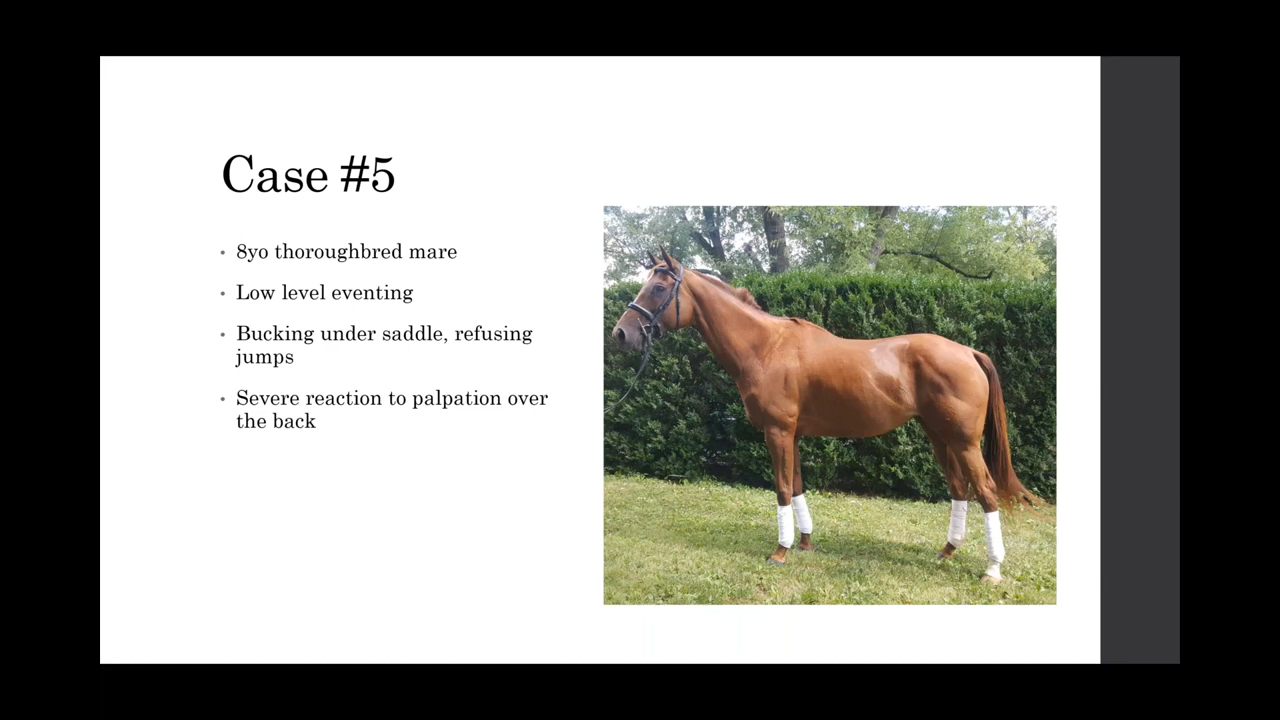 Case #5
• 8yo thoroughbred mare
• Low level eventing
• Bucking under saddle, refusing
jumps
• Severe reaction to palpation over
the back